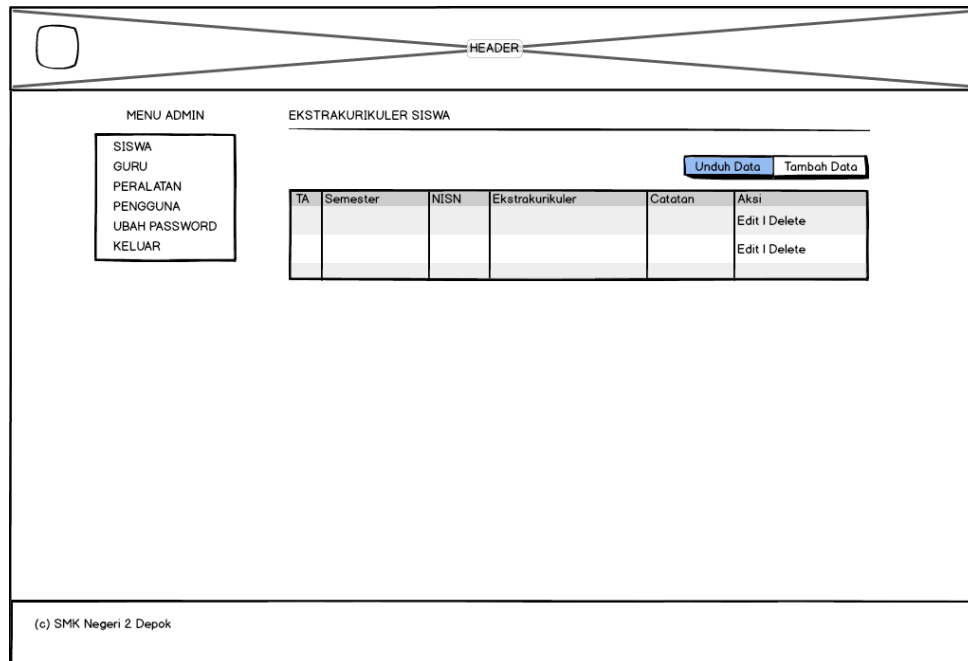 HEADER
MENU ADMIN
SISWA
GURU
PERALATAN
PENGGUNA
UBAH PASSWORD
KELUAR
EKSTRAKURIKULER SISWA
Unduh Data Tambah Data
TA Semester NISN Ekstrakurikuler Catatan Aksi
Edit | Delete
Edit | Delete
(c) SMK Negeri 2 Depok